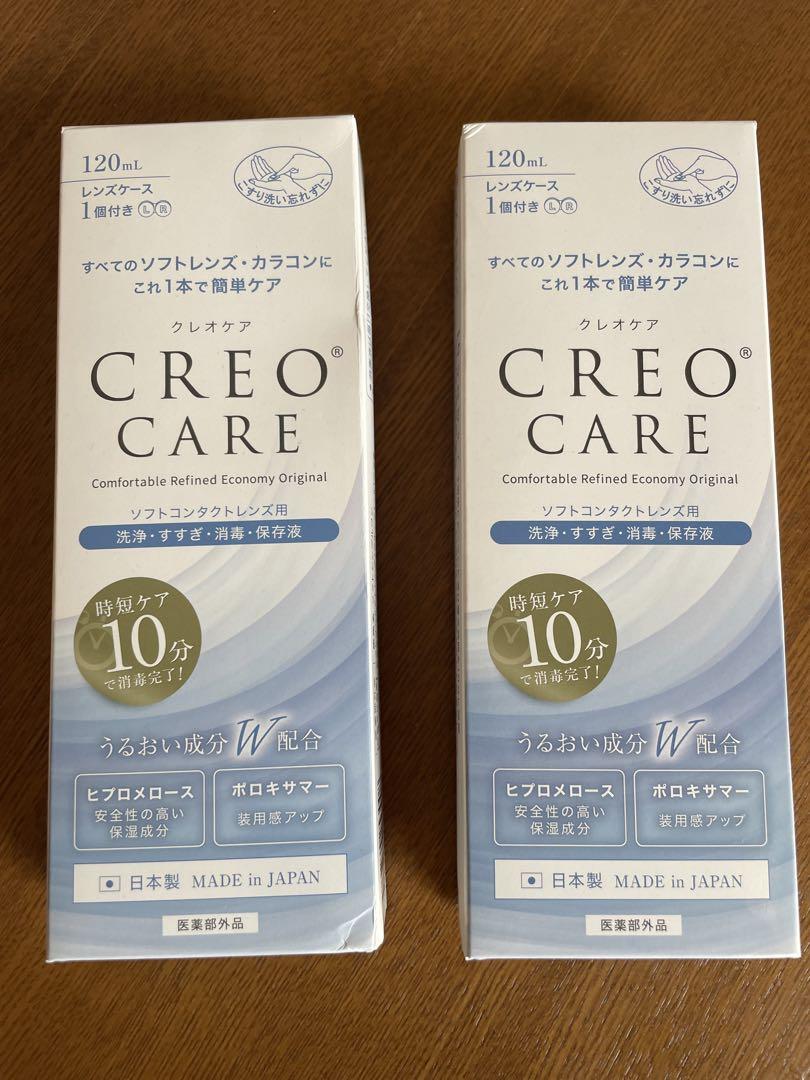 120mL
レンズケース
1個付き L R
こすり洗い忘れずに
すべてのソフトレンズ・カラコンに
これ1本で簡単ケア
クレオケア
CREO®
CARE
Comfortable Refined Economy Original
ソフトコンタクトレンズ用
洗浄・すすぎ・消毒・保存液
時短ケア
10分
で消毒完了!
うるおい成分W配合
ヒプロメロース
安全性の高い
保湿成分
ポロキサマー
装用感アップ
日本製 MADE in JAPAN
医薬部外品
120mL
レンズケース
1個付き L R
こすり洗い忘れずに
すべてのソフトレンズ・カラコンに
これ1本で簡単ケア
クレオケア
CREO®
CARE
Comfortable Refined Economy Original
ソフトコンタクトレンズ用
洗浄・すすぎ・消毒・保存液
時短ケア
10分
で消毒完了!
うるおい成分W配合
ヒプロメロース
安全性の高い
保湿成分
ポロキサマー
装用感アップ
日本製 MADE in JAPAN
医薬部外品